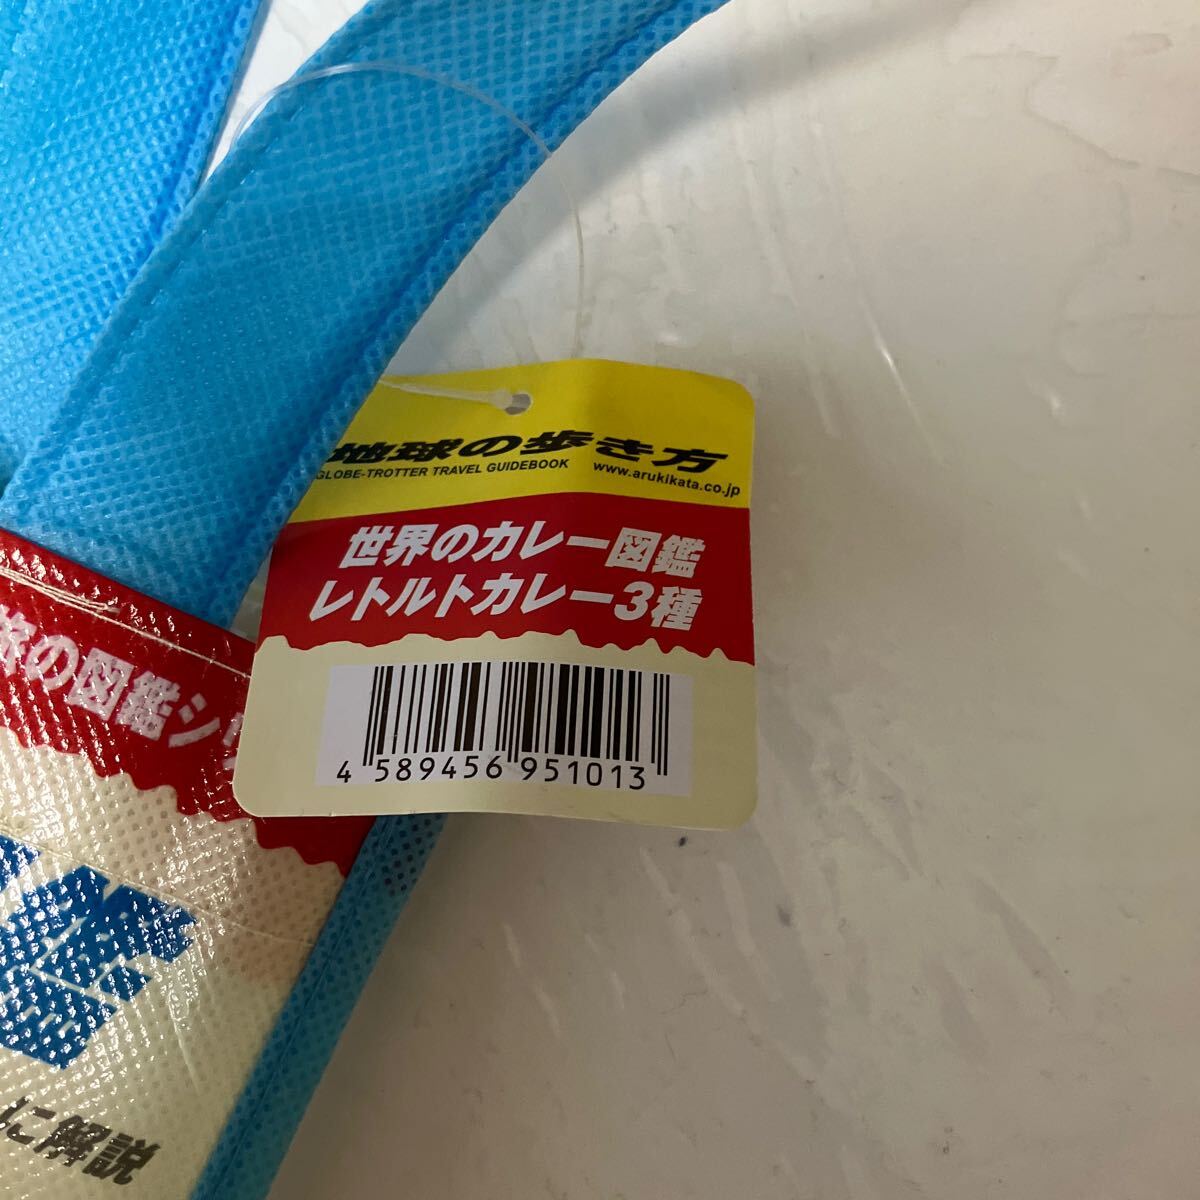 地球の歩き方
GLOBE-TROTTER TRAVEL GUIDEBOOK www.arukikata.co.jp
世界のカレー図鑑
レトルトカレー3種
4 589456 951013
の図鑑シリ
に解説